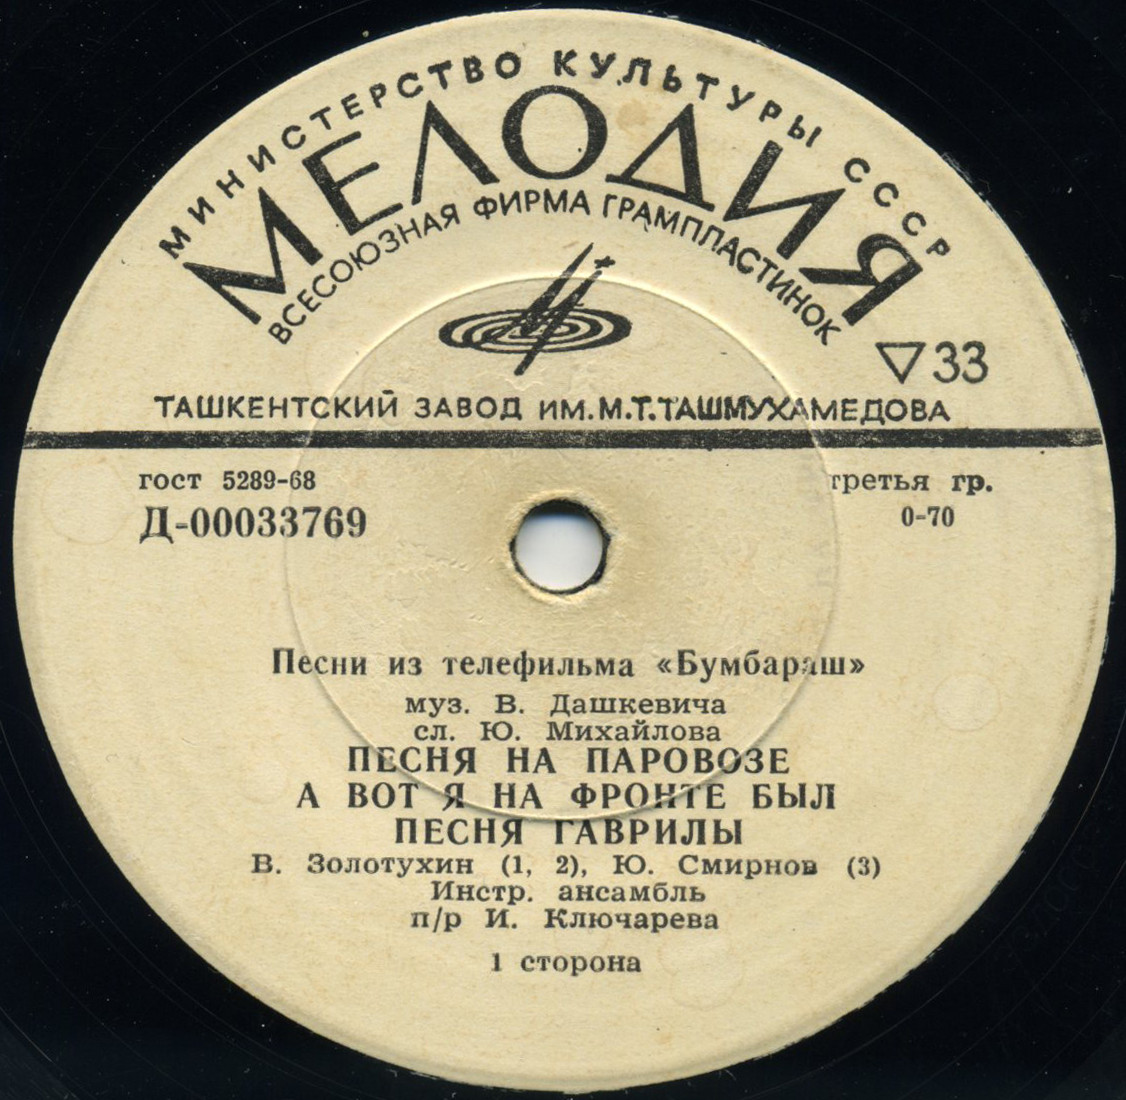 МИНИСТЕРСТВО КУЛЬТУРЫ СССР
МЕЛОДИЯ
ВСЕСОЮЗНАЯ ФИРМА ГРАМПЛАСТИНОК
▽33
ТАШКЕНТСКИЙ ЗАВОД ИМ.М.Т.ТАШМУХАМЕДОВА
гост 5289-68
третья гр.
Д-00033769
0-70
Песни из телефильма «Бумбараш»
муз. В. Дашкевича
сл. Ю. Михайлова
ПЕСНЯ НА ПАРОВОЗЕ
А ВОТ Я НА ФРОНТЕ БЫЛ
ПЕСНЯ ГАВРИЛЫ
В. Золотухин (1, 2), Ю. Смирнов (3)
Инстр. ансамбль
п/р И. Ключарева
1 сторона